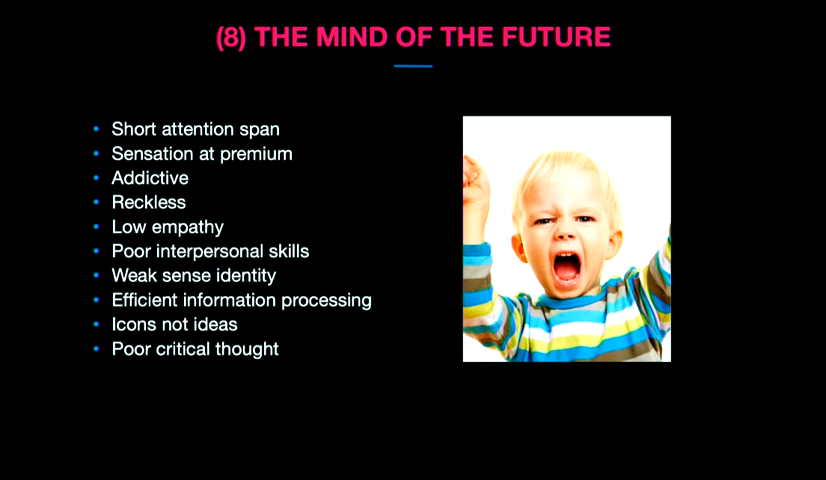 (8) THE MIND OF THE FUTURE
• Short attention span
• Sensation at premium
• Addictive
• Reckless
• Low empathy
• Poor interpersonal skills
• Weak sense identity
• Efficient information processing
• Icons not ideas
• Poor critical thought